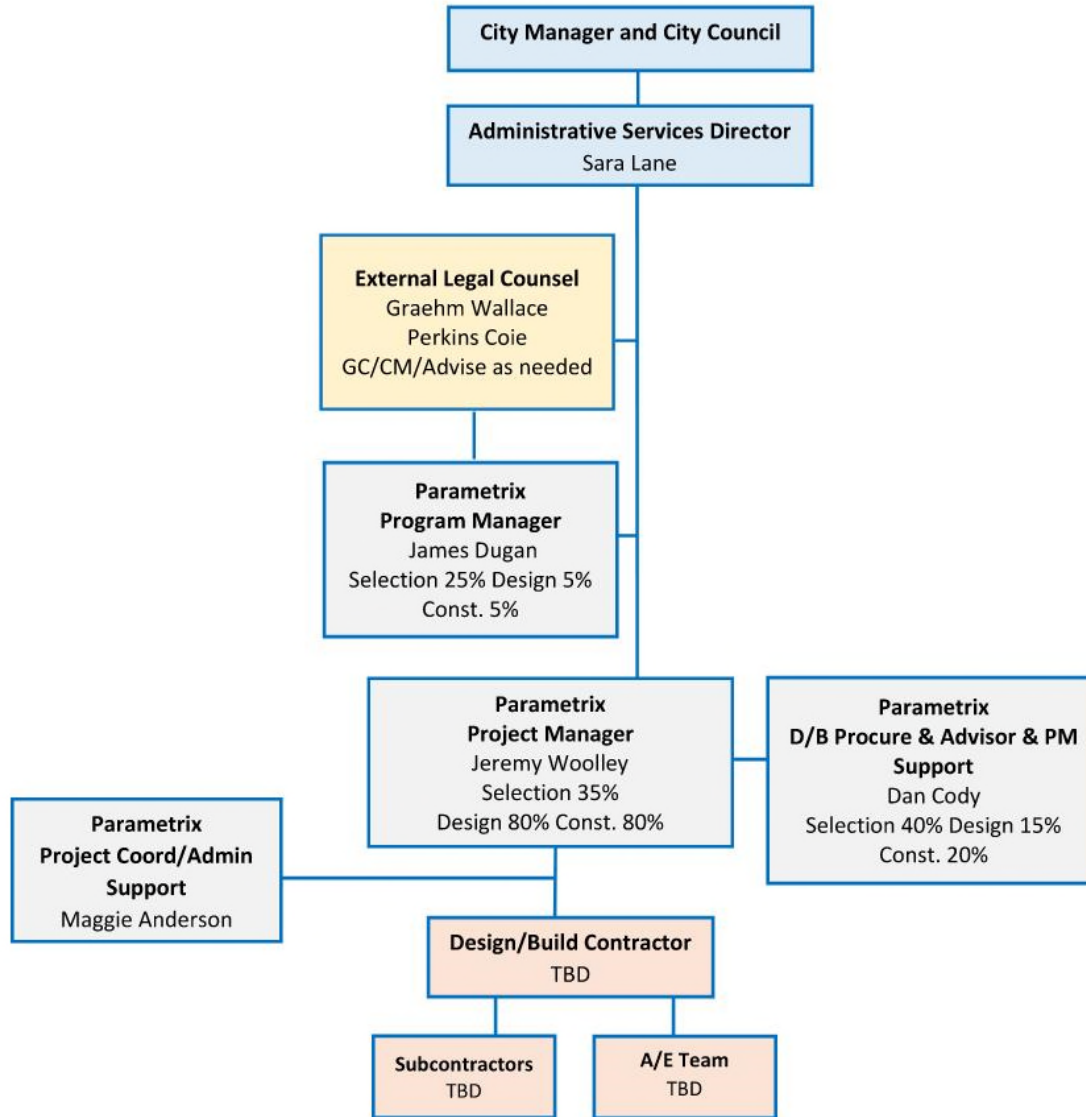 City Manager and City Council
Administrative Services Director
Sara Lane
External Legal Counsel
Graehm Wallace
Perkins Coie
GC/CM/Advise as needed
Parametrix
Program Manager
James Dugan
Selection 25% Design 5%
Const. 5%
Parametrix
Project Manager
Jeremy Woolley
Selection 35%
Design 80% Const. 80%
Parametrix
D/B Procure & Advisor & PM
Support
Dan Cody
Selection 40% Design 15%
Const. 20%
Parametrix
Project Coord/Admin
Support
Maggie Anderson
Design/Build Contractor
TBD
Subcontractors
TBD
A/E Team
TBD